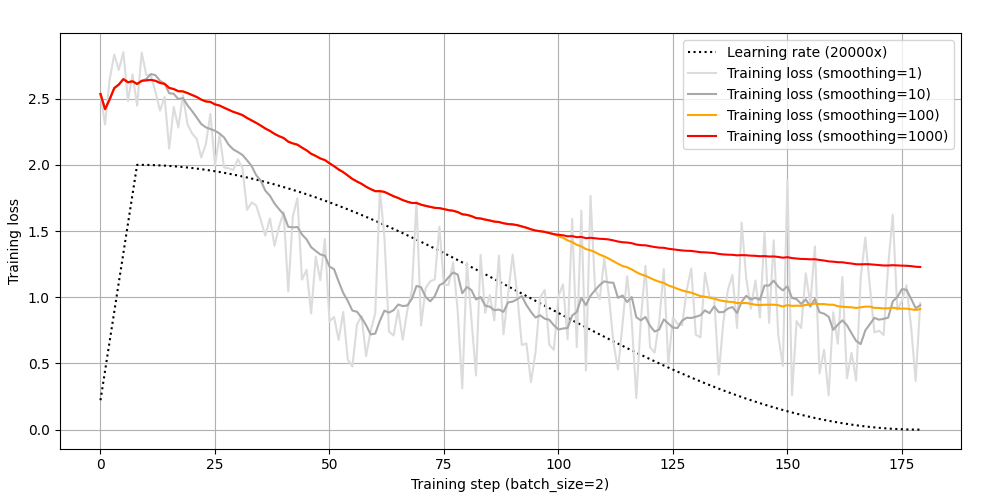 Learning rate (20000x)
Training loss (smoothing=1)
Training loss (smoothing=10)
Training loss (smoothing=100)
Training loss (smoothing=1000)
Training loss
2.5
2.0
1.5
1.0
0.5
0.0
0 25 50 75 100 125 150 175
Training step (batch_size=2)